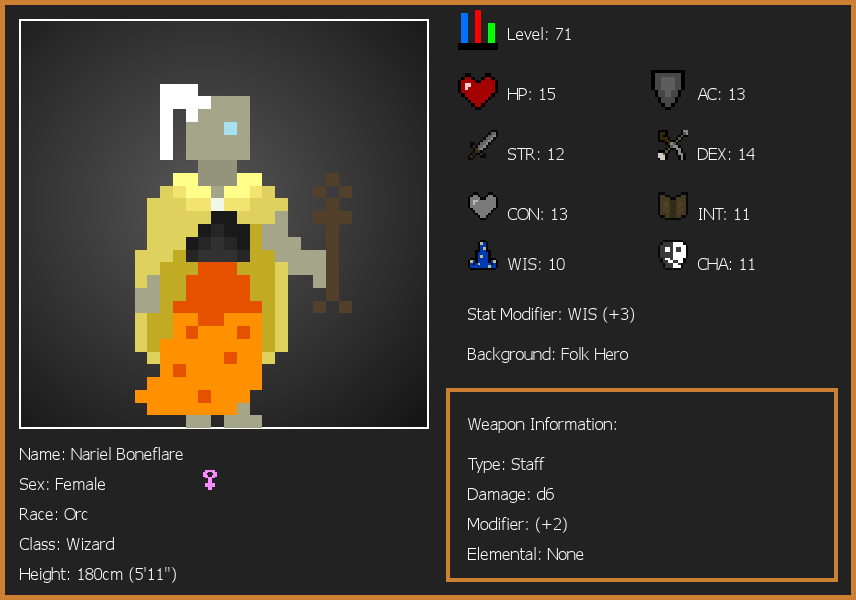 Level: 71
HP: 15
AC: 13
STR: 12
DEX: 14
CON: 13
INT: 11
WIS: 10
CHA: 11
Stat Modifier: WIS (+3)
Background: Folk Hero
Weapon Information:
Type: Staff
Damage: d6
Modifier: (+2)
Elemental: None
Name: Nariel Boneflare
Sex: Female
Race: Orc
Class: Wizard
Height: 180cm (5'11")